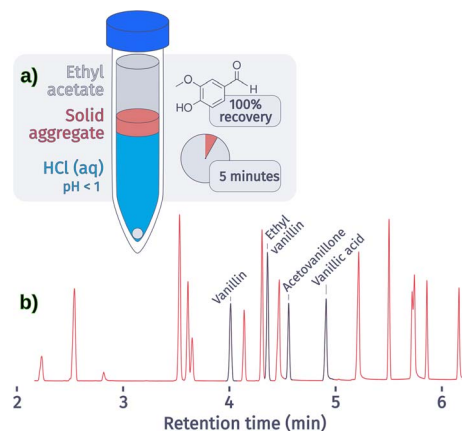 a)
Ethyl
acetate
Solid
aggregate
HCl (aq)
pH < 1
O
O
H
HO
100%
recovery
5 minutes
b)
Vanillin
Ethyl
vanillin
Acetovanillone
Vanillic acid
2 3 4 5 6
Retention time (min)